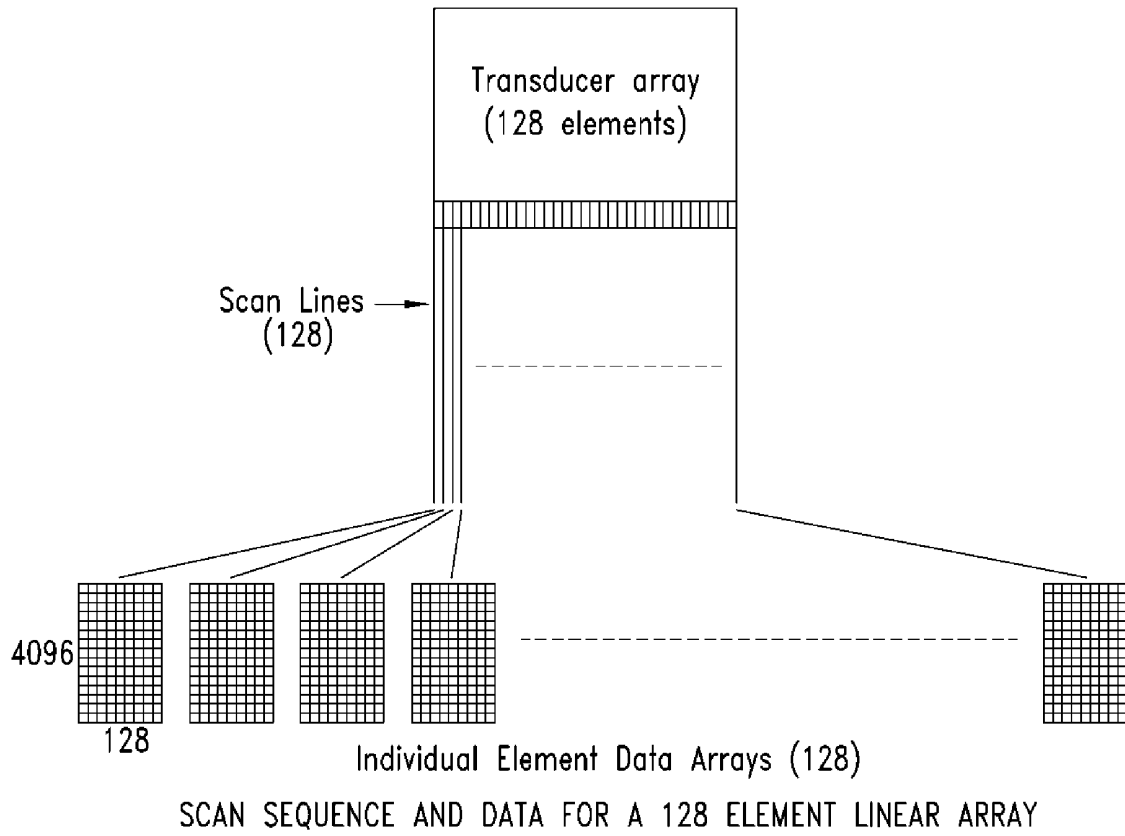 Transducer array
(128 elements)
Scan Lines
(128)
4096
128
Individual Element Data Arrays (128)
SCAN SEQUENCE AND DATA FOR A 128 ELEMENT LINEAR ARRAY